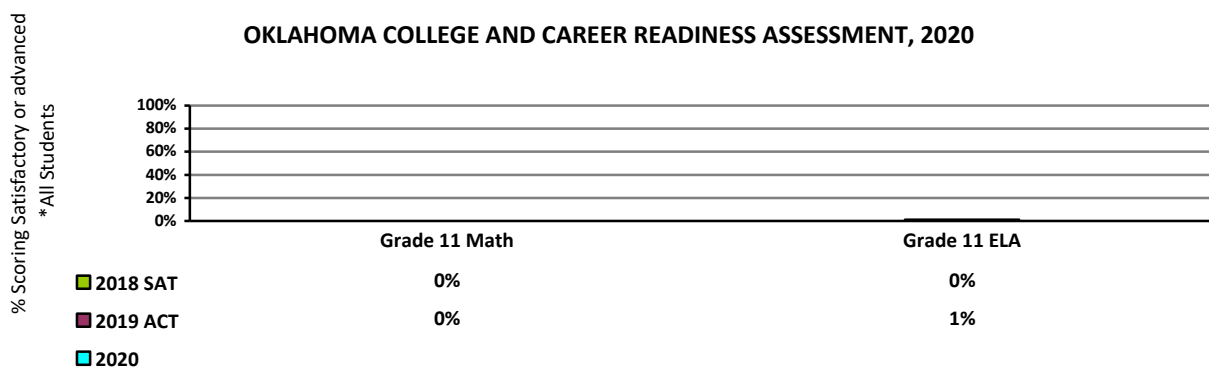 OKLAHOMA COLLEGE AND CAREER READINESS ASSESSMENT, 2020
% Scoring Satisfactory or advanced
*All Students
100%
80%
60%
40%
20%
0%
Grade 11 Math Grade 11 ELA
2018 SAT 0% 0%
2019 ACT 0% 1%
2020